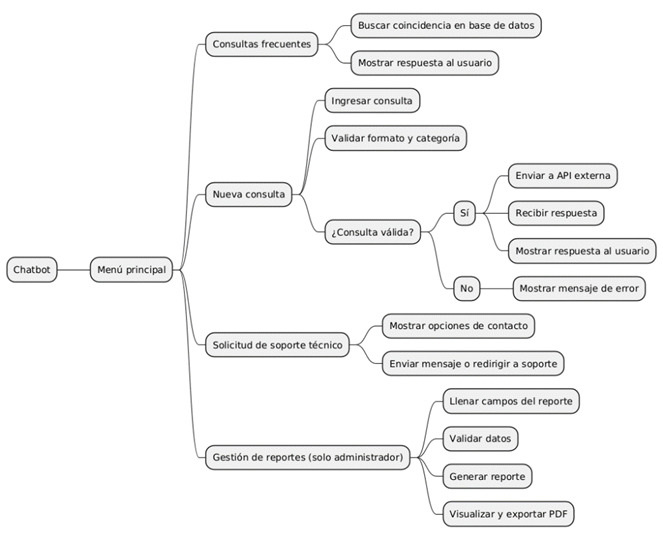 Chatbot
Menú principal
Consultas frecuentes
Buscar coincidencia en base de datos
Mostrar respuesta al usuario
Nueva consulta
Ingresar consulta
Validar formato y categoría
¿Consulta válida?
Sí
Enviar a API externa
Recibir respuesta
Mostrar respuesta al usuario
No
Mostrar mensaje de error
Solicitud de soporte técnico
Mostrar opciones de contacto
Enviar mensaje o redirigir a soporte
Gestión de reportes (solo administrador)
Llenar campos del reporte
Validar datos
Generar reporte
Visualizar y exportar PDF